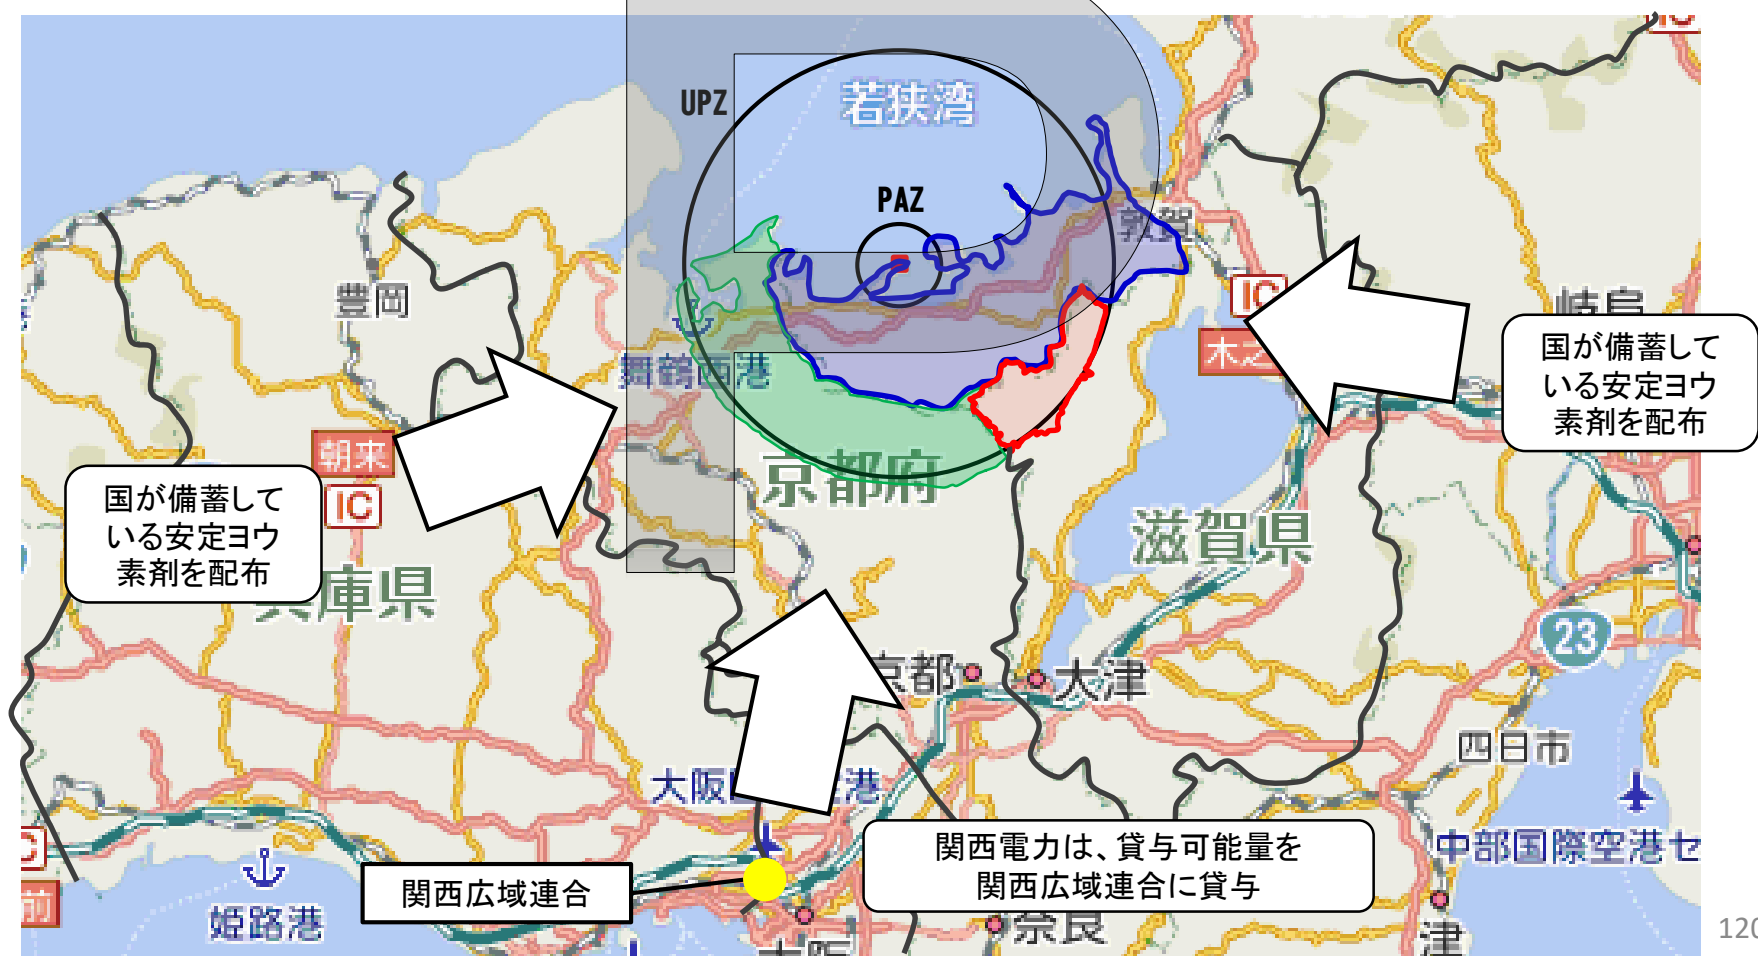 若狭湾
UPZ
PAZ
敦賀
豊岡
IC
岐阜
国が備蓄して
いる安定ヨウ
素剤を配布
舞鶴西港
朝来
IC
京都府
滋賀県
国が備蓄して
いる安定ヨウ
素剤を配布
兵庫県
23
京都
大津
四日市
関西電力は、貸与可能量を
関西広域連合に貸与
中部国際空港セ
関西広域連合
姫路港
奈良
大阪
津
120